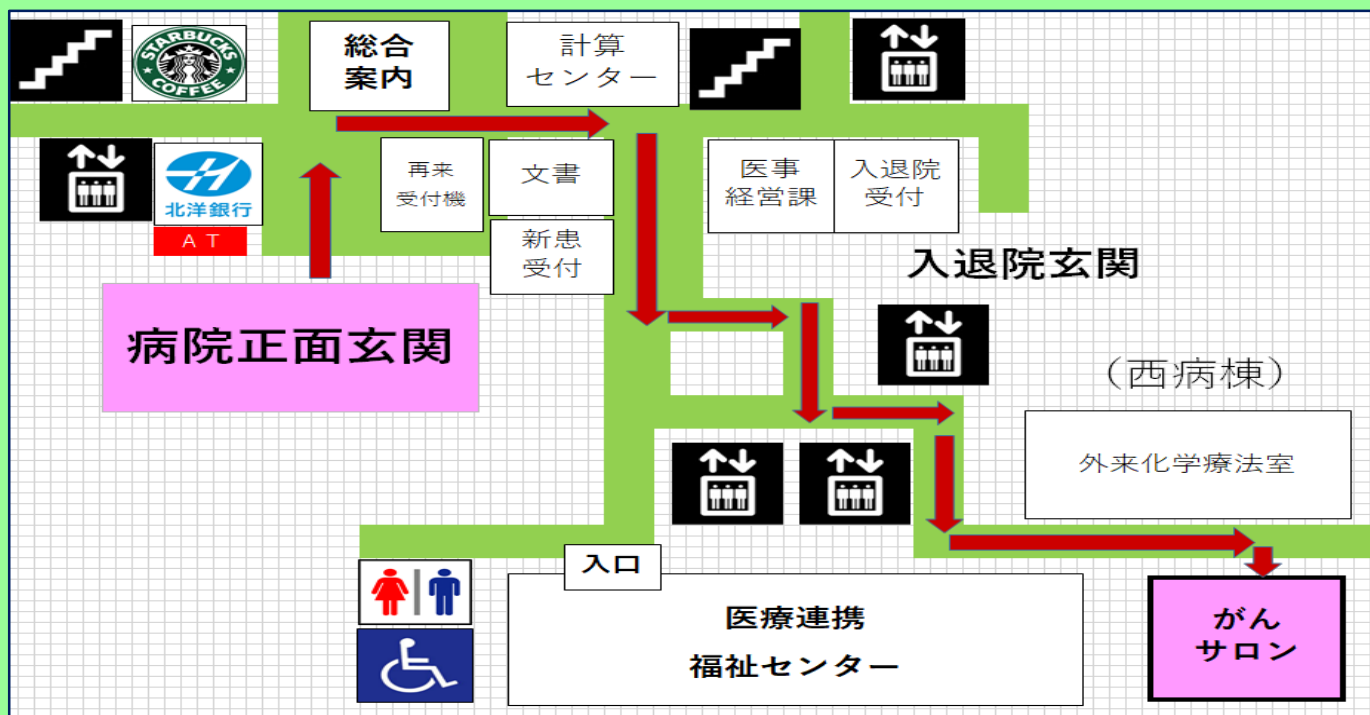 STARBUCKS
COFFEE
総合
案内
計算
センター
北洋銀行
ＡＴ
再来
受付機
文書
新患
受付
医事
経営課
入退院
受付
入退院玄関
病院正面玄関
（西病棟）
外来化学療法室
入口
医療連携
福祉センター
がん
サロン